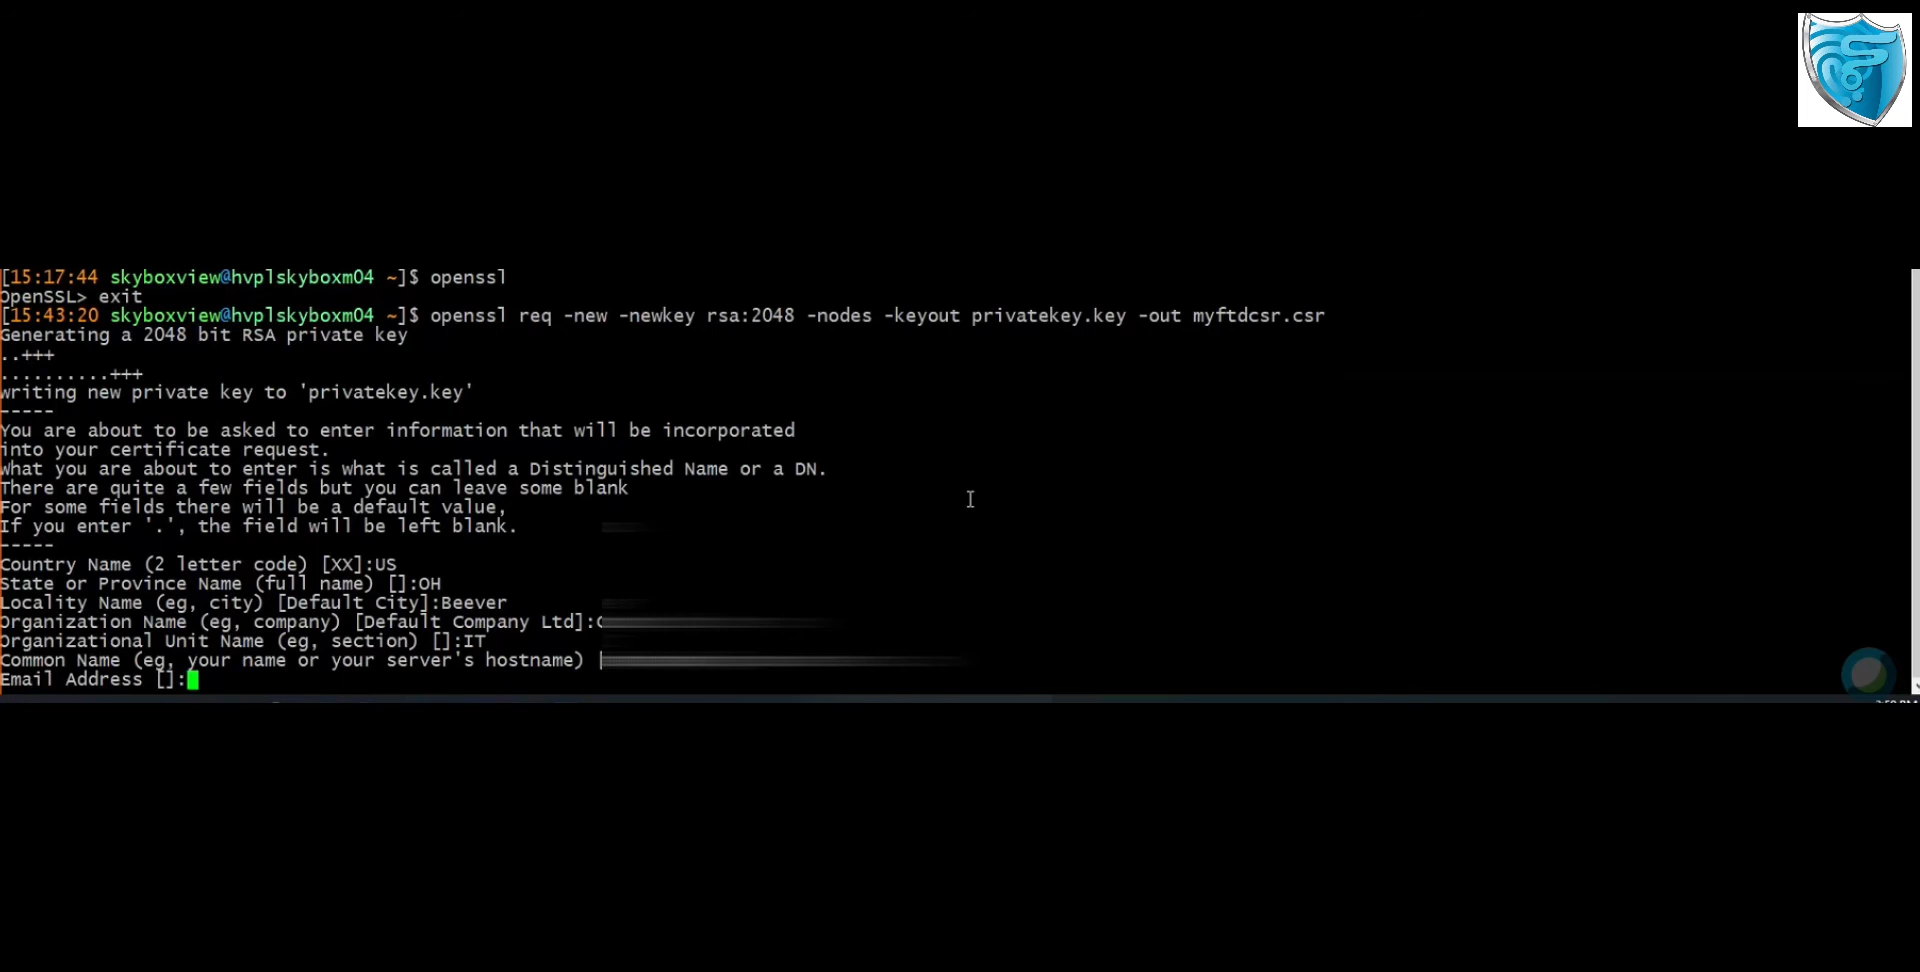 [15:17:44 skyboxview@hvplskyboxm04 ~]$ openssl
OpenSSL> exit
[15:43:20 skyboxview@hvplskyboxm04 ~]$ openssl req -new -newkey rsa:2048 -nodes -keyout privatekey.key -out myftdcsr.csr
Generating a 2048 bit RSA private key
..+++
..........+++
writing new private key to 'privatekey.key'
-----
You are about to be asked to enter information that will be incorporated
into your certificate request.
What you are about to enter is what is called a Distinguished Name or a DN.
There are quite a few fields but you can leave some blank
For some fields there will be a default value,
If you enter '.', the field will be left blank.
-----
Country Name (2 letter code) [XX]:US
State or Province Name (full name) []:OH
Locality Name (eg, city) [Default City]:Beever
Organization Name (eg, company) [Default Company Ltd]:
Organizational Unit Name (eg, section) []:IT
Common Name (eg, your name or your server's hostname)
Email Address []: